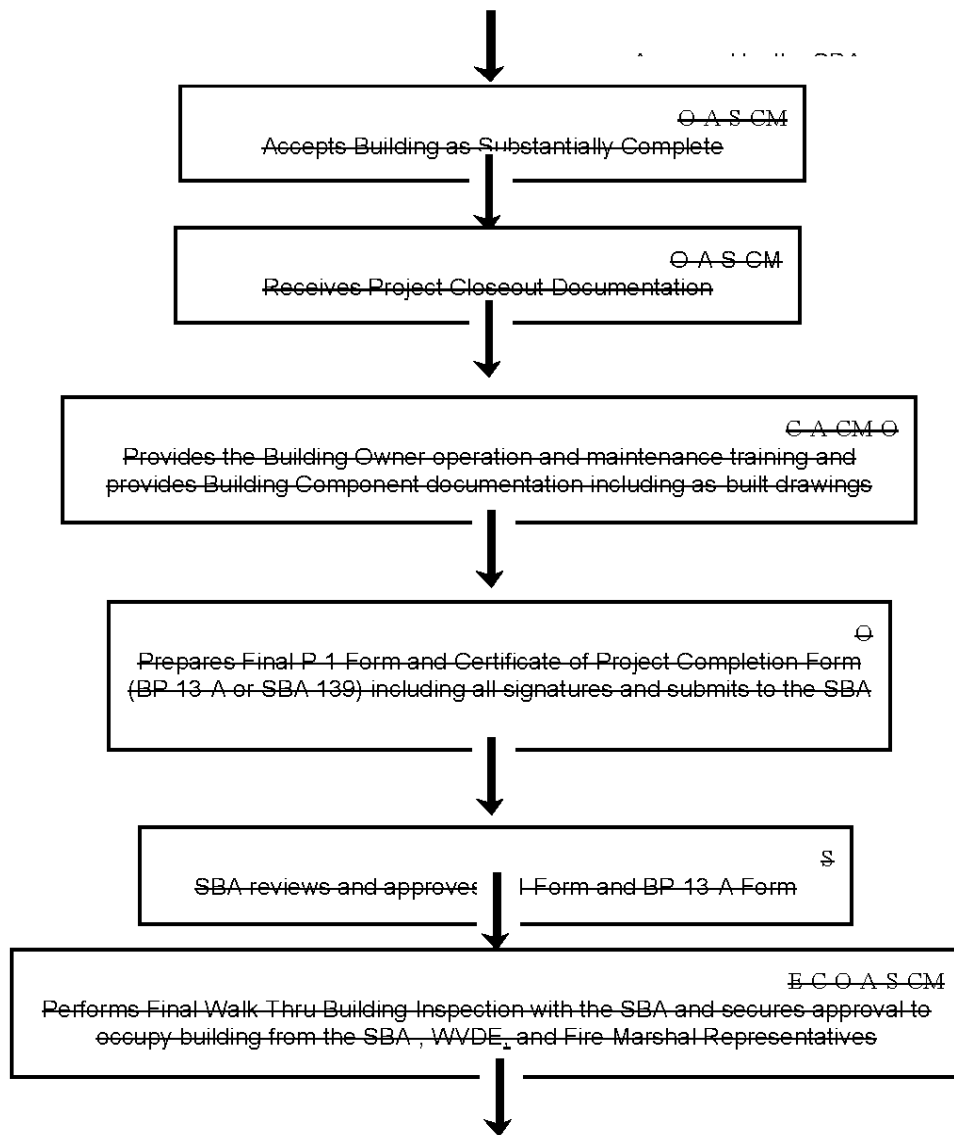 O A S CM
Accepts Building as Substantially Complete
O A S CM
Receives Project Closeout Documentation
C A CM O
Provides the Building Owner operation and maintenance training and
provides Building Component documentation including as built drawings
O
Prepares Final P 1 Form and Certificate of Project Completion Form
(BP 13 A or SBA 139) including all signatures and submits to the SBA
S
SBA reviews and approves Form and BP 13 A Form
E C O A S CM
Performs Final Walk Thru Building Inspection with the SBA and secures approval to
occupy building from the SBA , WVDE, and Fire Marshal Representatives